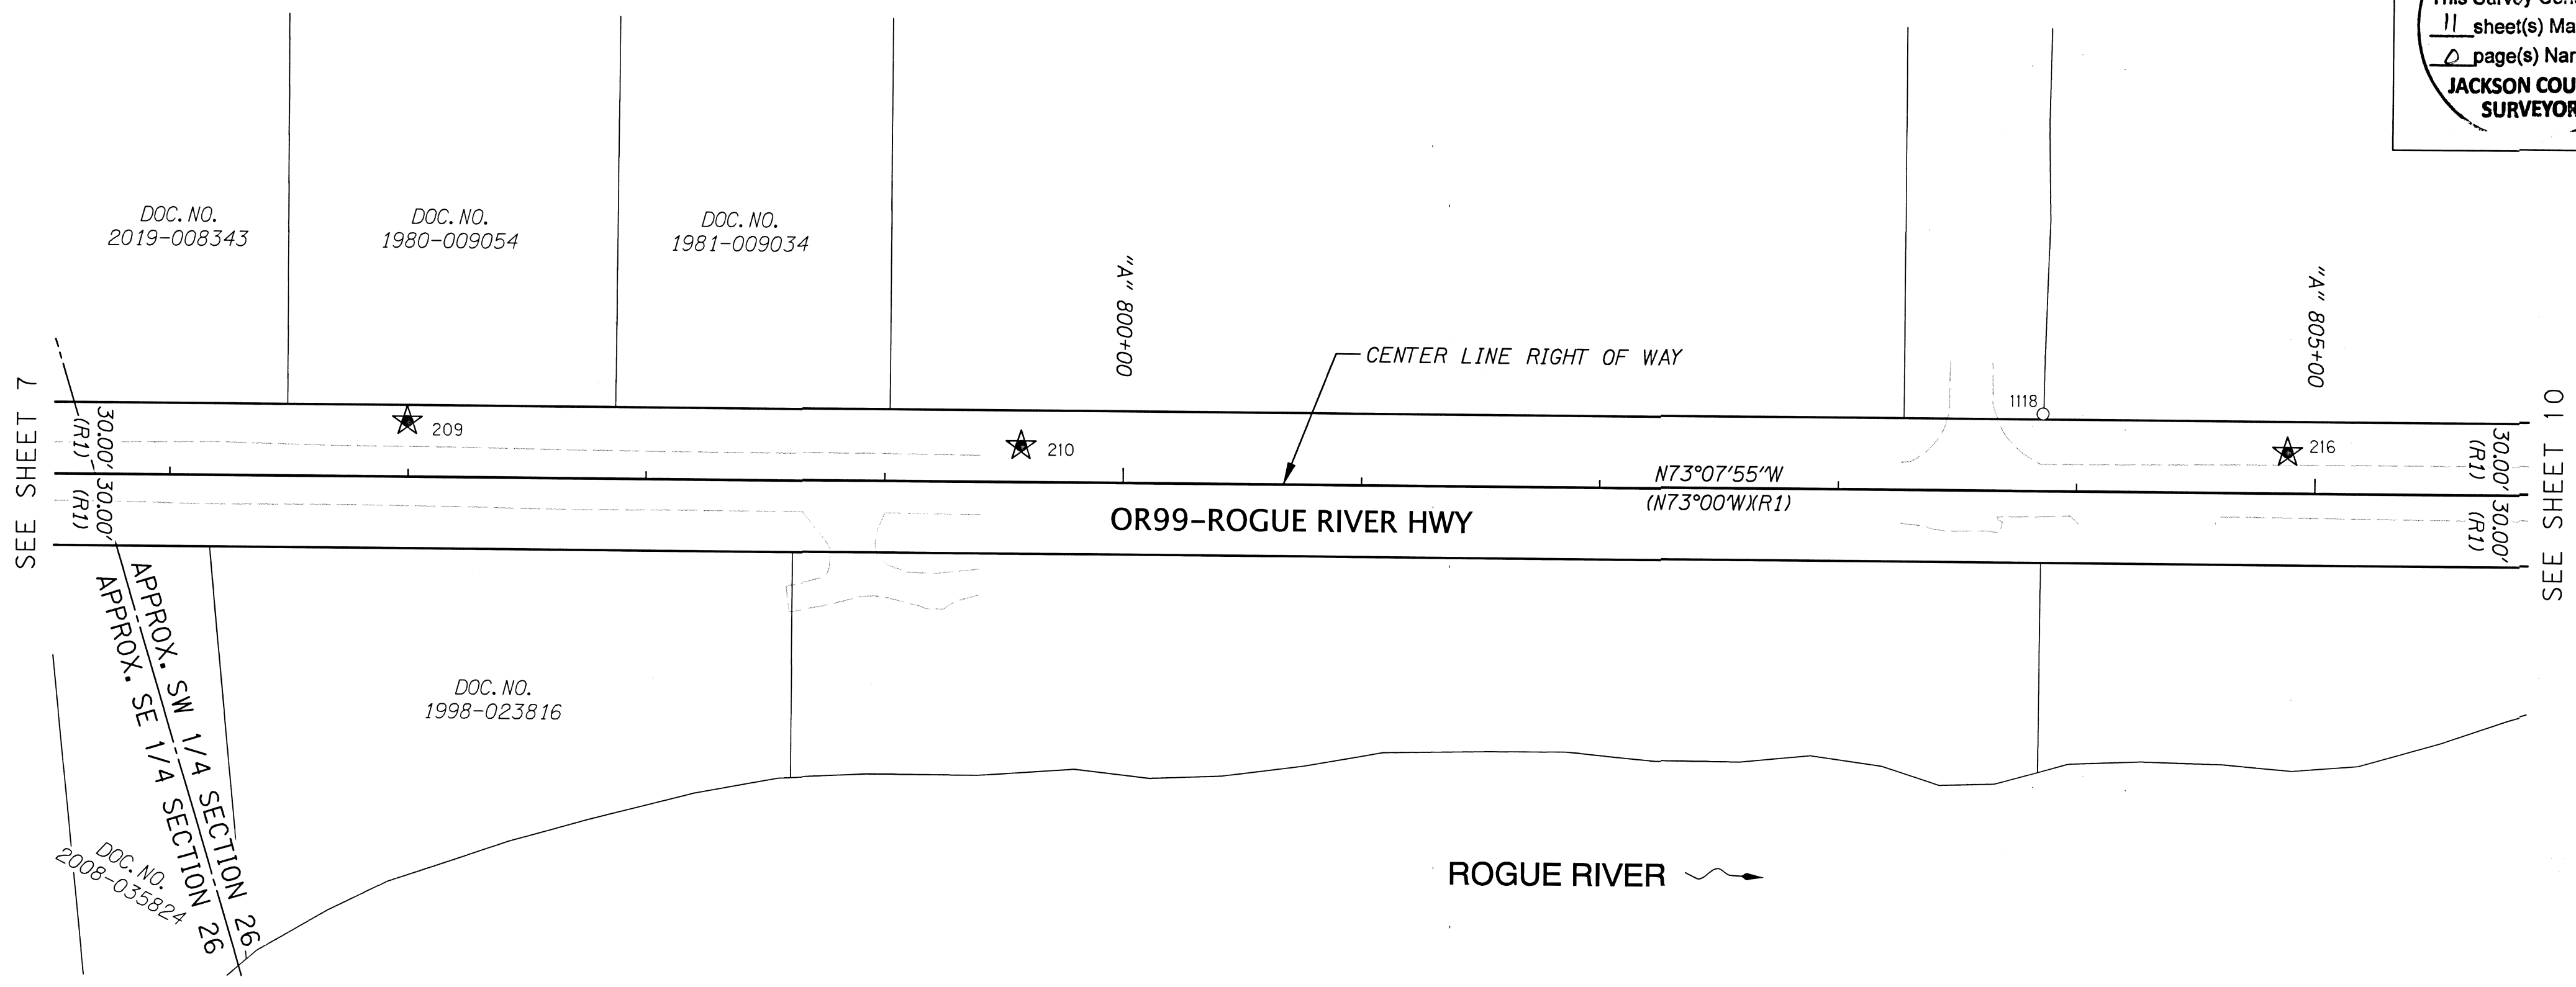 This Survey
11 sheet(s)
0 page(s)
JACKSON
SURVEYOR
DOC. NO.
2019-008343
DOC. NO.
1980-009054
DOC. NO.
1981-009034
"A" 800+00
"A" 805+00
CENTER LINE RIGHT OF WAY
SEE SHEET 7
30.00'
(R1)
30.00'
(R1)
209
210
1118
216
N73°07'55"W
(N73°00'W)(R1)
OR99-ROGUE RIVER HWY
30.00'
(R1)
30.00'
(R1)
SEE SHEET 10
APPROX. SW 1/4 SECTION 26
APPROX. SE 1/4 SECTION 26
DOC. NO.
1998-023816
DOC. NO.
2008-035824
ROGUE RIVER